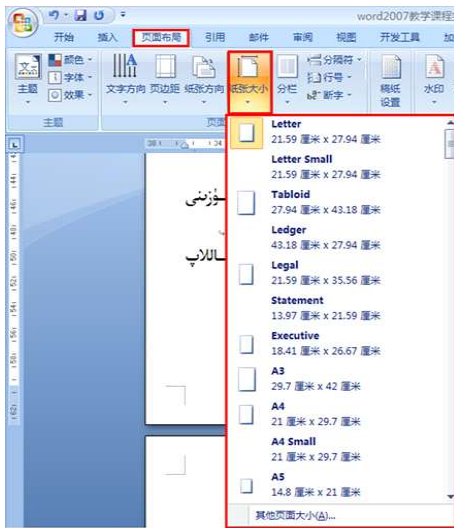 word2007教学课程
开始 插入 页面布局 引用 邮件 审阅 视图 开发工具 加
主题 颜色 字体 效果 文字方向 页边距 纸张方向 纸张大小 分栏 分隔符 行号 断字 稿纸设置 水印
主题
Letter
21.59 厘米 x 27.94 厘米
Letter Small
21.59 厘米 x 27.94 厘米
Tabloid
27.94 厘米 x 43.18 厘米
Ledger
43.18 厘米 x 27.94 厘米
Legal
21.59 厘米 x 35.56 厘米
Statement
13.97 厘米 x 21.59 厘米
Executive
18.41 厘米 x 26.67 厘米
A3
29.7 厘米 x 42 厘米
A4
21 厘米 x 29.7 厘米
A4 Small
21 厘米 x 29.7 厘米
A5
14.8 厘米 x 21 厘米
其他页面大小(A)...